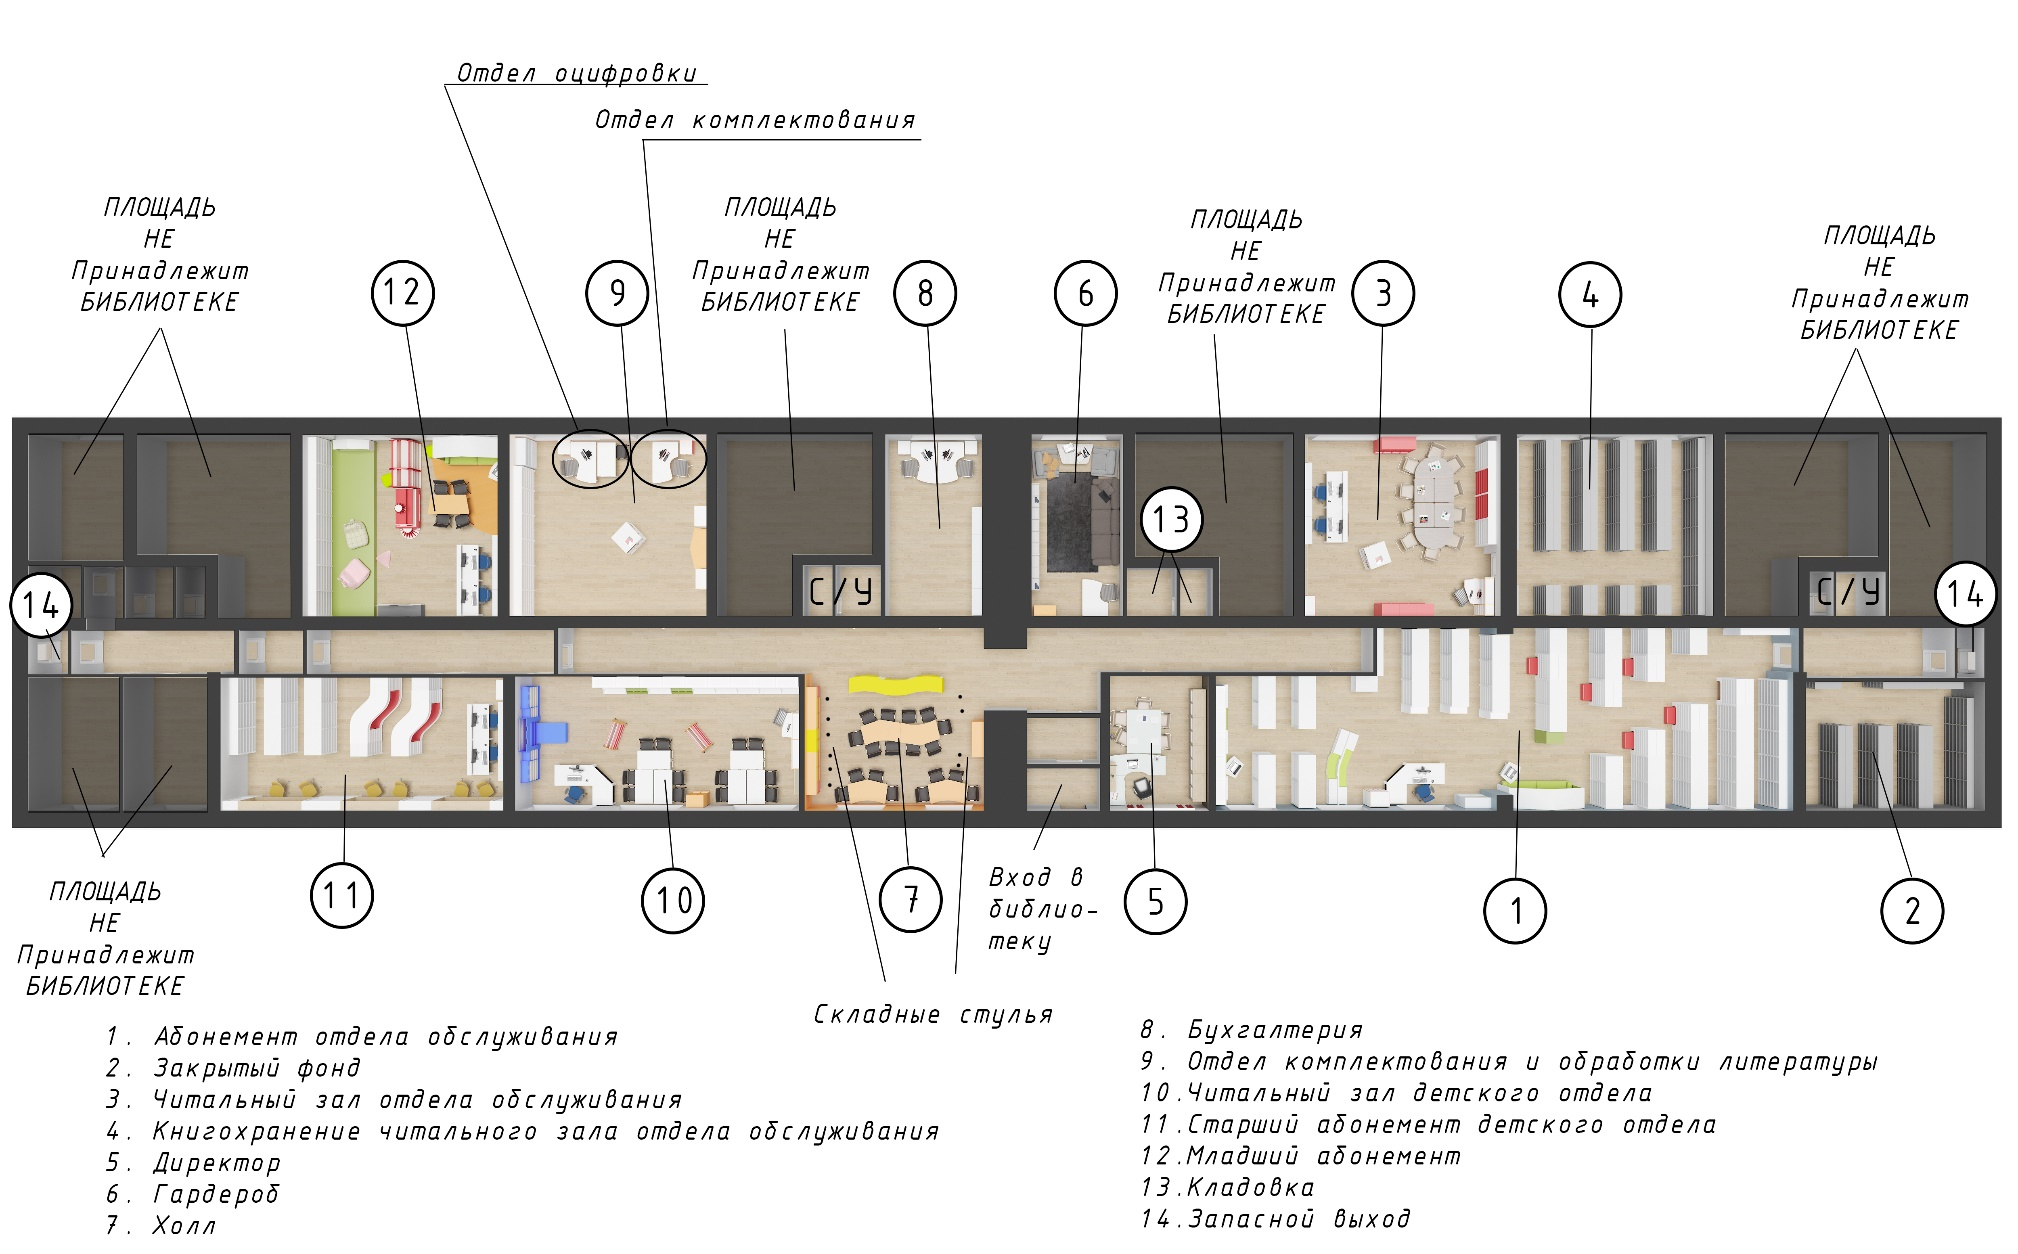 Отдел оцифровки
Отдел комплектования
ПЛОЩАДЬ
НЕ
Принадлежит
БИБЛИОТЕКЕ
ПЛОЩАДЬ
НЕ
Принадлежит
БИБЛИОТЕКЕ
ПЛОЩАДЬ
НЕ
Принадлежит
БИБЛИОТЕКЕ
ПЛОЩАДЬ
НЕ
Принадлежит
БИБЛИОТЕКЕ
12
9
8
6
3
4
13
С/У
С/У
14
14
11
10
7
Вход в
библио-
теку
5
1
2
ПЛОЩАДЬ
НЕ
Принадлежит
БИБЛИОТЕКЕ
Складные стулья
1. Абонемент отдела обслуживания
2. Закрытый фонд
3. Читальный зал отдела обслуживания
4. Книгохранение читального зала отдела обслуживания
5. Директор
6. Гардероб
7. Холл
8. Бухгалтерия
9. Отдел комплектования и обработки литературы
10.Читальный зал детского отдела
11.Старший абонемент детского отдела
12.Младший абонемент
13.Кладовка
14.Запасной выход